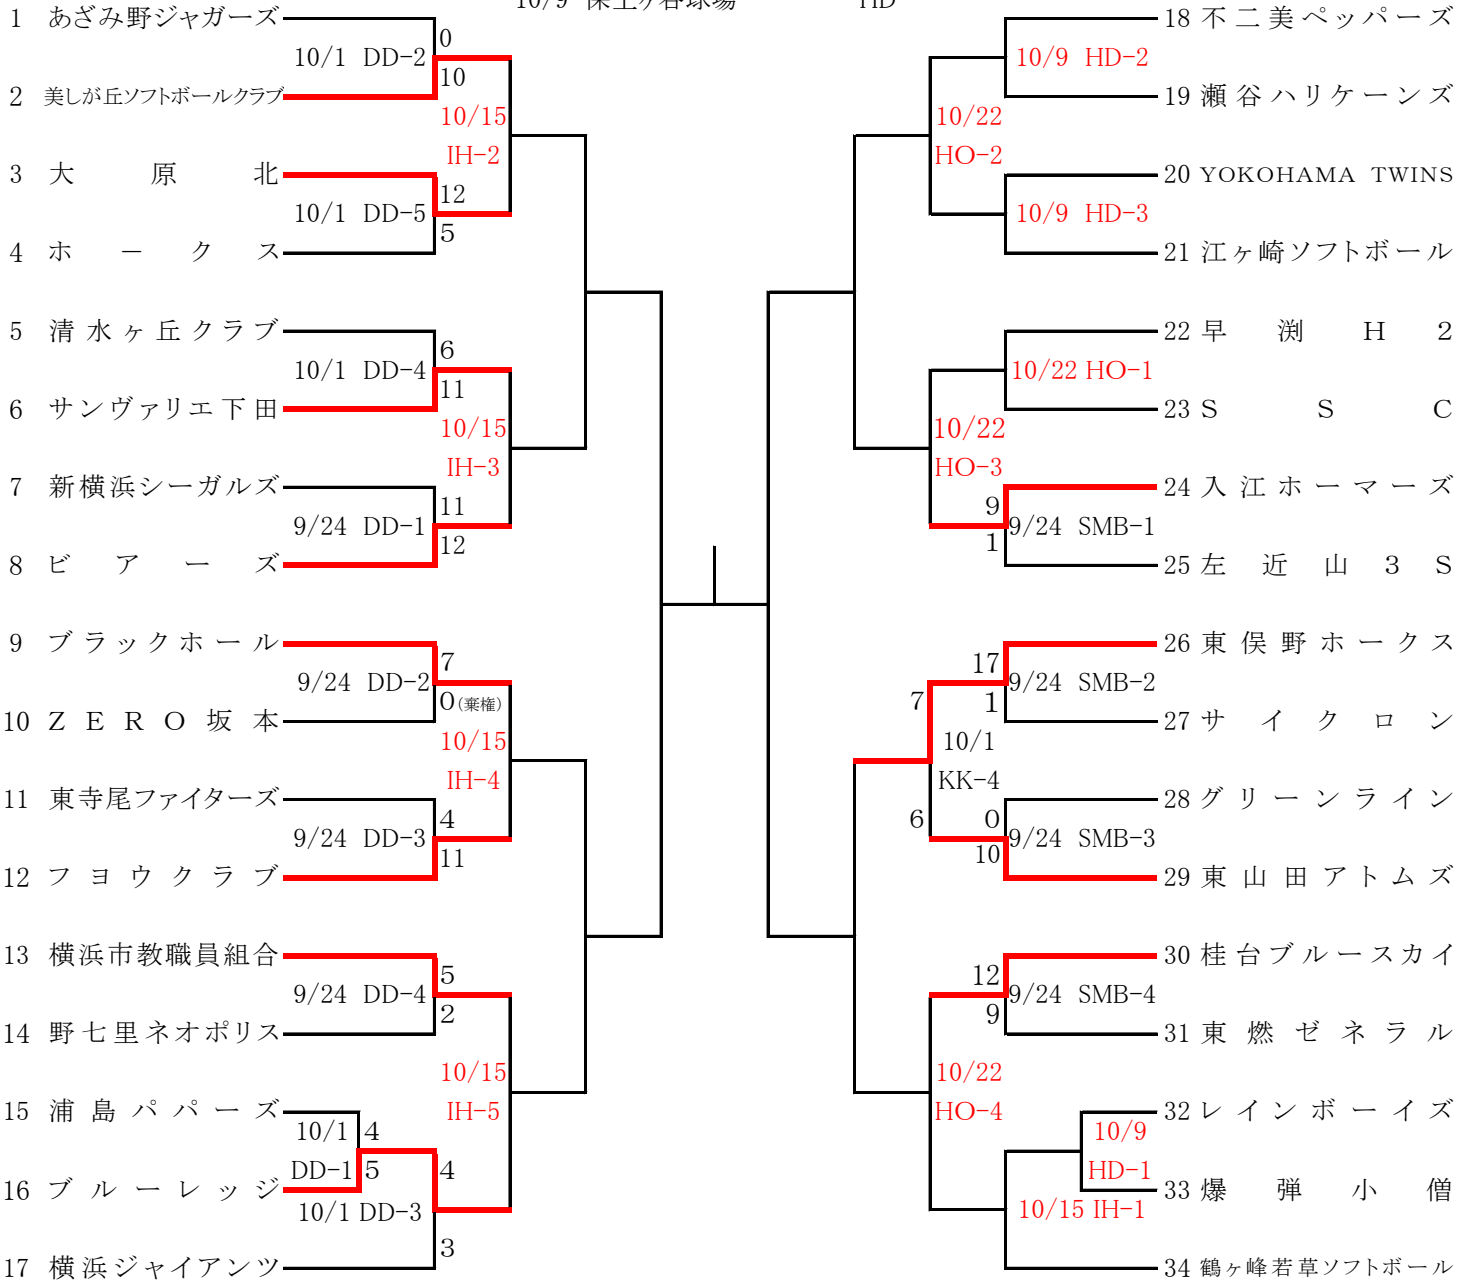 10/9 保土ヶ谷球場 HD
1 あざみ野ジャガーズ
10/1 DD-2
0
10
2 美しが丘ソフトボールクラブ
10/15
IH-2
3 大原北
10/1 DD-5
12
5
4 ホークス
5 清水ヶ丘クラブ
10/1 DD-4
6
11
6 サンヴァリエ下田
10/15
IH-3
7 新横浜シーガルズ
9/24 DD-1
11
12
8 ビアーズ
9 ブラックホール
9/24 DD-2
7
0(棄権)
10 ZERO坂本
10/15
IH-4
11 東寺尾ファイターズ
9/24 DD-3
4
11
12 フヨウクラブ
13 横浜市教職員組合
9/24 DD-4
5
2
14 野七里ネオポリス
10/15
IH-5
15 浦島パパーズ
10/1
DD-1
4
5
16 ブルーレッジ
10/1 DD-3
4
3
17 横浜ジャイアンツ
18 不二美ペッパーズ
10/9 HD-2
19 瀬谷ハリケーンズ
10/22
HO-2
20 YOKOHAMA TWINS
10/9 HD-3
21 江ヶ崎ソフトボール
22 早渕H2
10/22 HO-1
23 SSC
10/22
HO-3
24 入江ホーマーズ
9
1
9/24 SMB-1
25 左近山3S
26 東俣野ホークス
17
1
9/24 SMB-2
27 サイクロン
7
6
10/1
KK-4
28 グリーンライン
0
10
9/24 SMB-3
29 東山田アトムズ
30 桂台ブルースカイ
12
9
9/24 SMB-4
31 東燃ゼネラル
10/22
HO-4
32 レインボーイズ
10/9
HD-1
33 爆弾小僧
10/15 IH-1
34 鶴ヶ峰若草ソフトボール